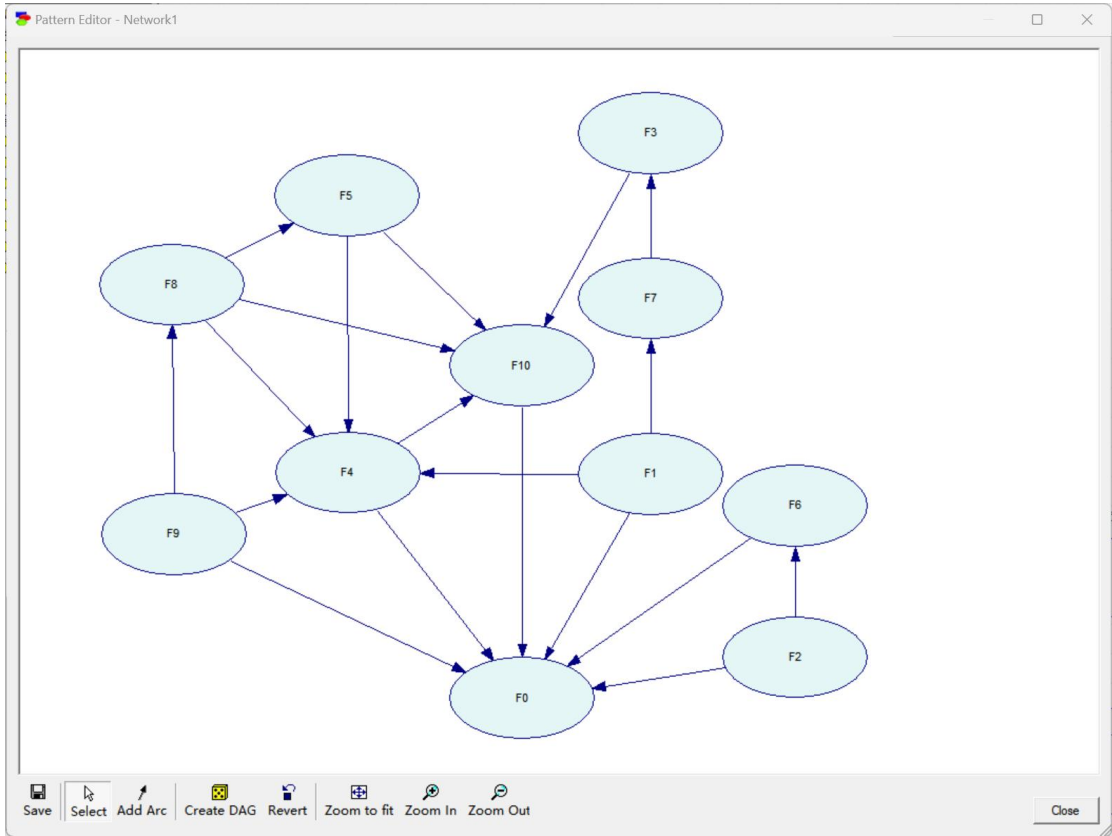 Pattern Editor - Network1
F3
F5
F8
F7
F10
F4
F1
F6
F9
F2
F0
Save
Select
Add Arc
Create DAG
Revert
Zoom to fit
Zoom In
Zoom Out
Close